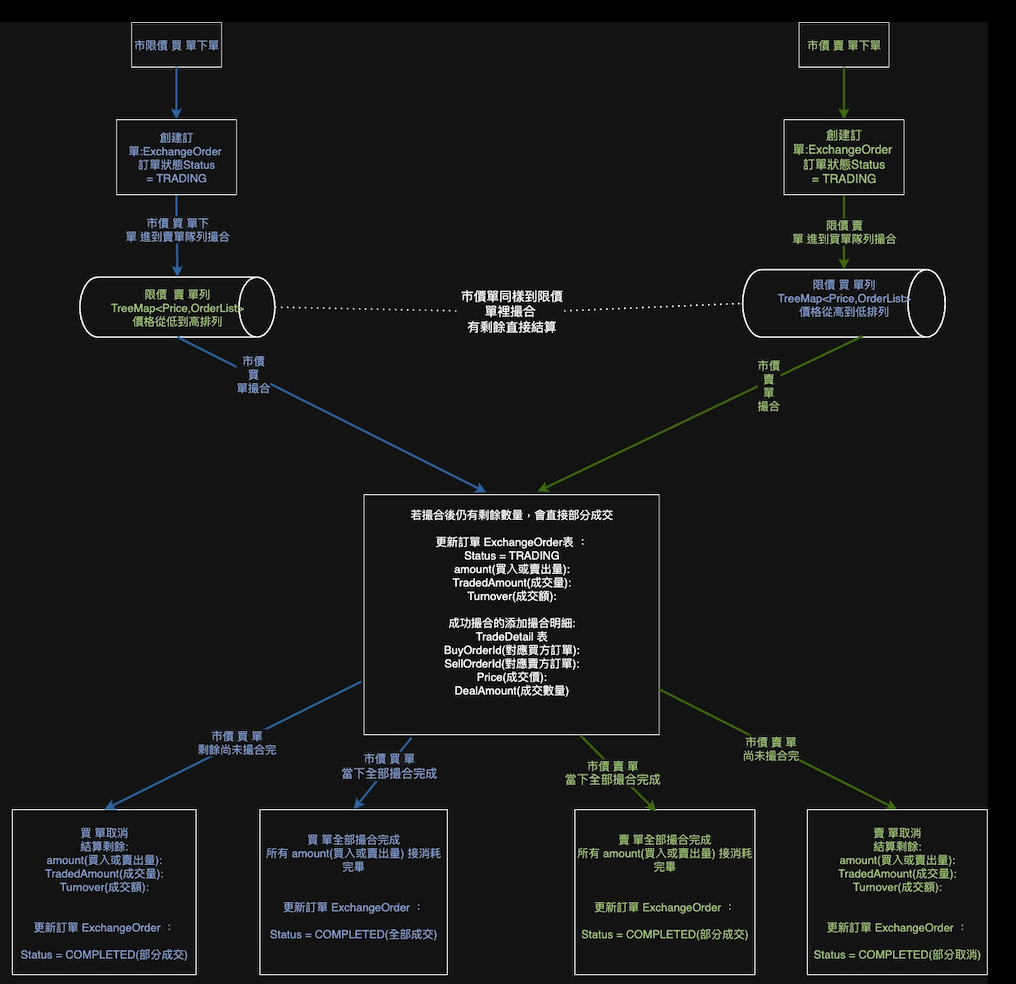 市限價 買 單下單
市價 賣 單下單
創建訂
單:ExchangeOrder
訂單狀態Status
= TRADING
創建訂
單:ExchangeOrder
訂單狀態Status
= TRADING
市價 買 單下
單 進到賣單隊列撮合
限價 賣
單 進到買單隊列撮合
限價 賣 單列
TreeMap<Price,OrderList>
價格從低到高排列
市價單同樣到限價
單裡撮合
有剩餘直接結算
限價 買 單列
TreeMap<Price,OrderList>
價格從高到低排列
市價
買
單撮合
市價
賣
單
撮合
若撮合後仍有剩餘數量，會直接部分成交
更新訂單 ExchangeOrder表 ：
Status = TRADING
amount(買入或賣出量):
TradedAmount(成交量):
Turnover(成交額):
成功撮合的添加撮合明細:
TradeDetail 表
BuyOrderId(對應買方訂單):
SellOrderId(對應賣方訂單):
Price(成交價):
DealAmount(成交數量)
市價 買 單
剩餘尚未撮合完
市價 買 單
當下全部撮合完成
市價 賣 單
當下全部撮合完成
市價 賣 單
尚未撮合完
買 單取消
結算剩餘:
amount(買入或賣出量):
TradedAmount(成交量):
Turnover(成交額):
更新訂單 ExchangeOrder ：
Status = COMPLETED(部分成交)
買 單全部撮合完成
所有 amount(買入或賣出量) 接消耗
完畢
更新訂單 ExchangeOrder ：
Status = COMPLETED(全部成交)
賣 單全部撮合完成
所有 amount(買入或賣出量) 接消耗
完畢
更新訂單 ExchangeOrder ：
Status = COMPLETED(部分成交)
賣 單取消
結算剩餘:
amount(買入或賣出量):
TradedAmount(成交量):
Turnover(成交額):
更新訂單 ExchangeOrder ：
Status = COMPLETED(部分取消)